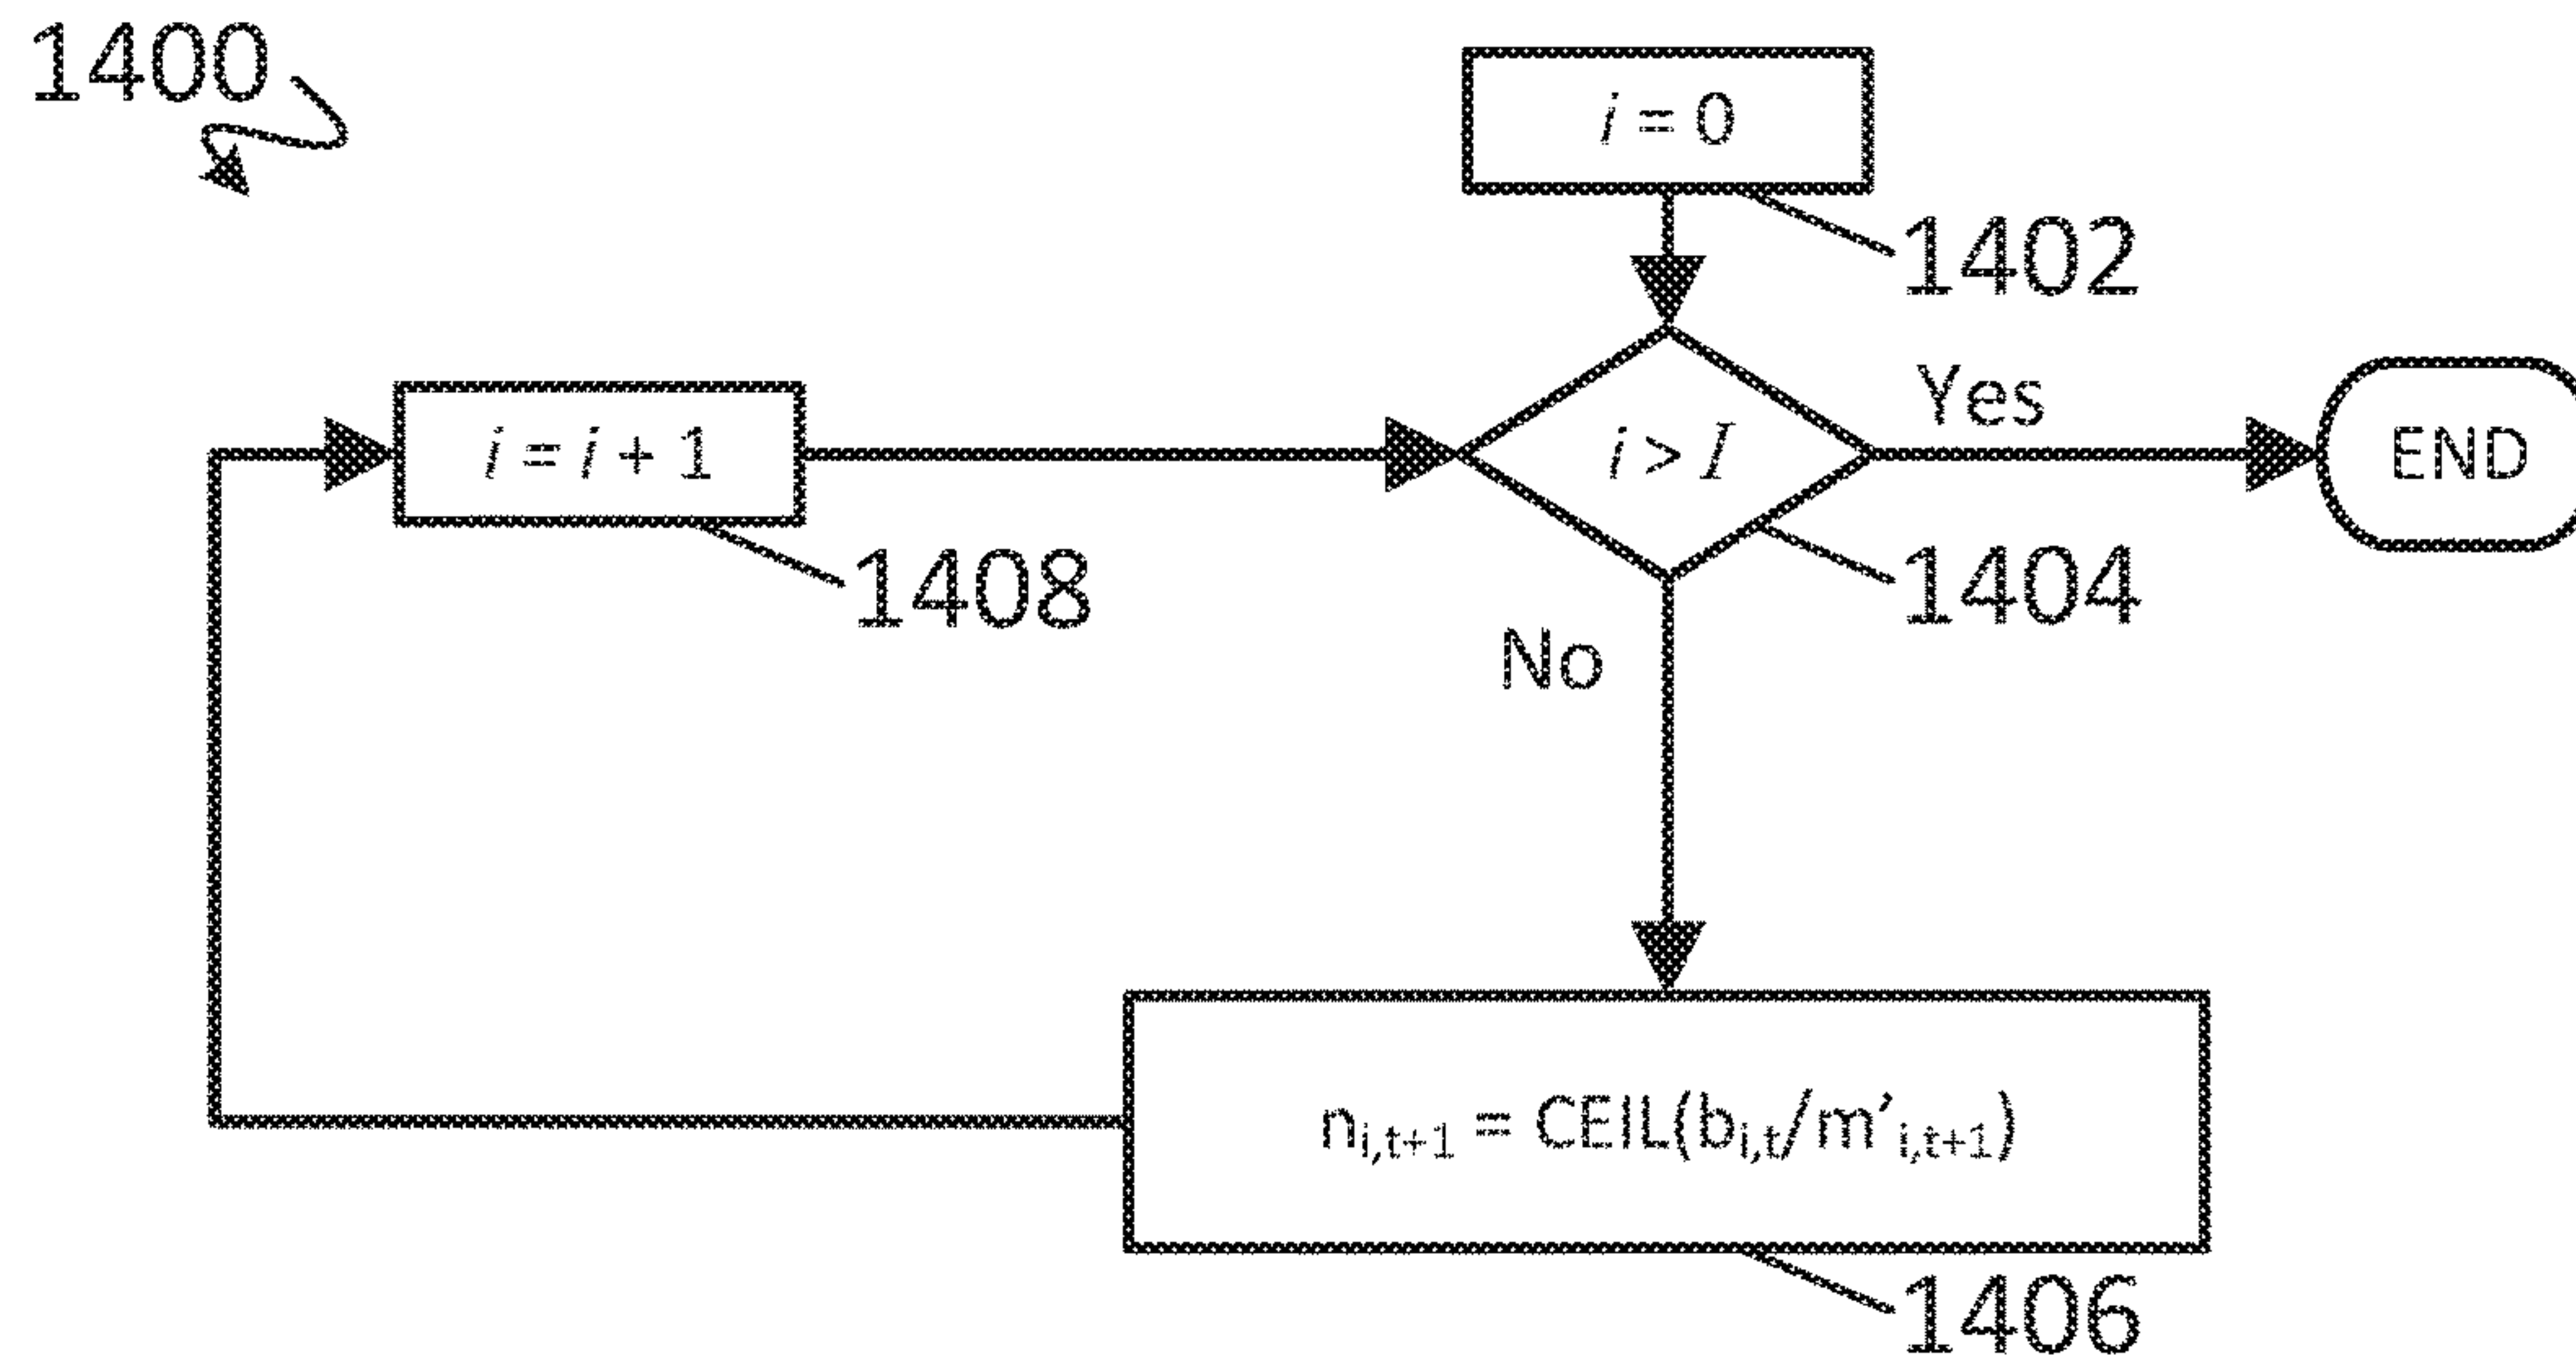 1400
i = 0
1402
i = i + 1
i > I
Yes
END
1408
1404
No
n_{i,t+1} = CEIL(b_{i,t}/m’_{i,t+1})
1406